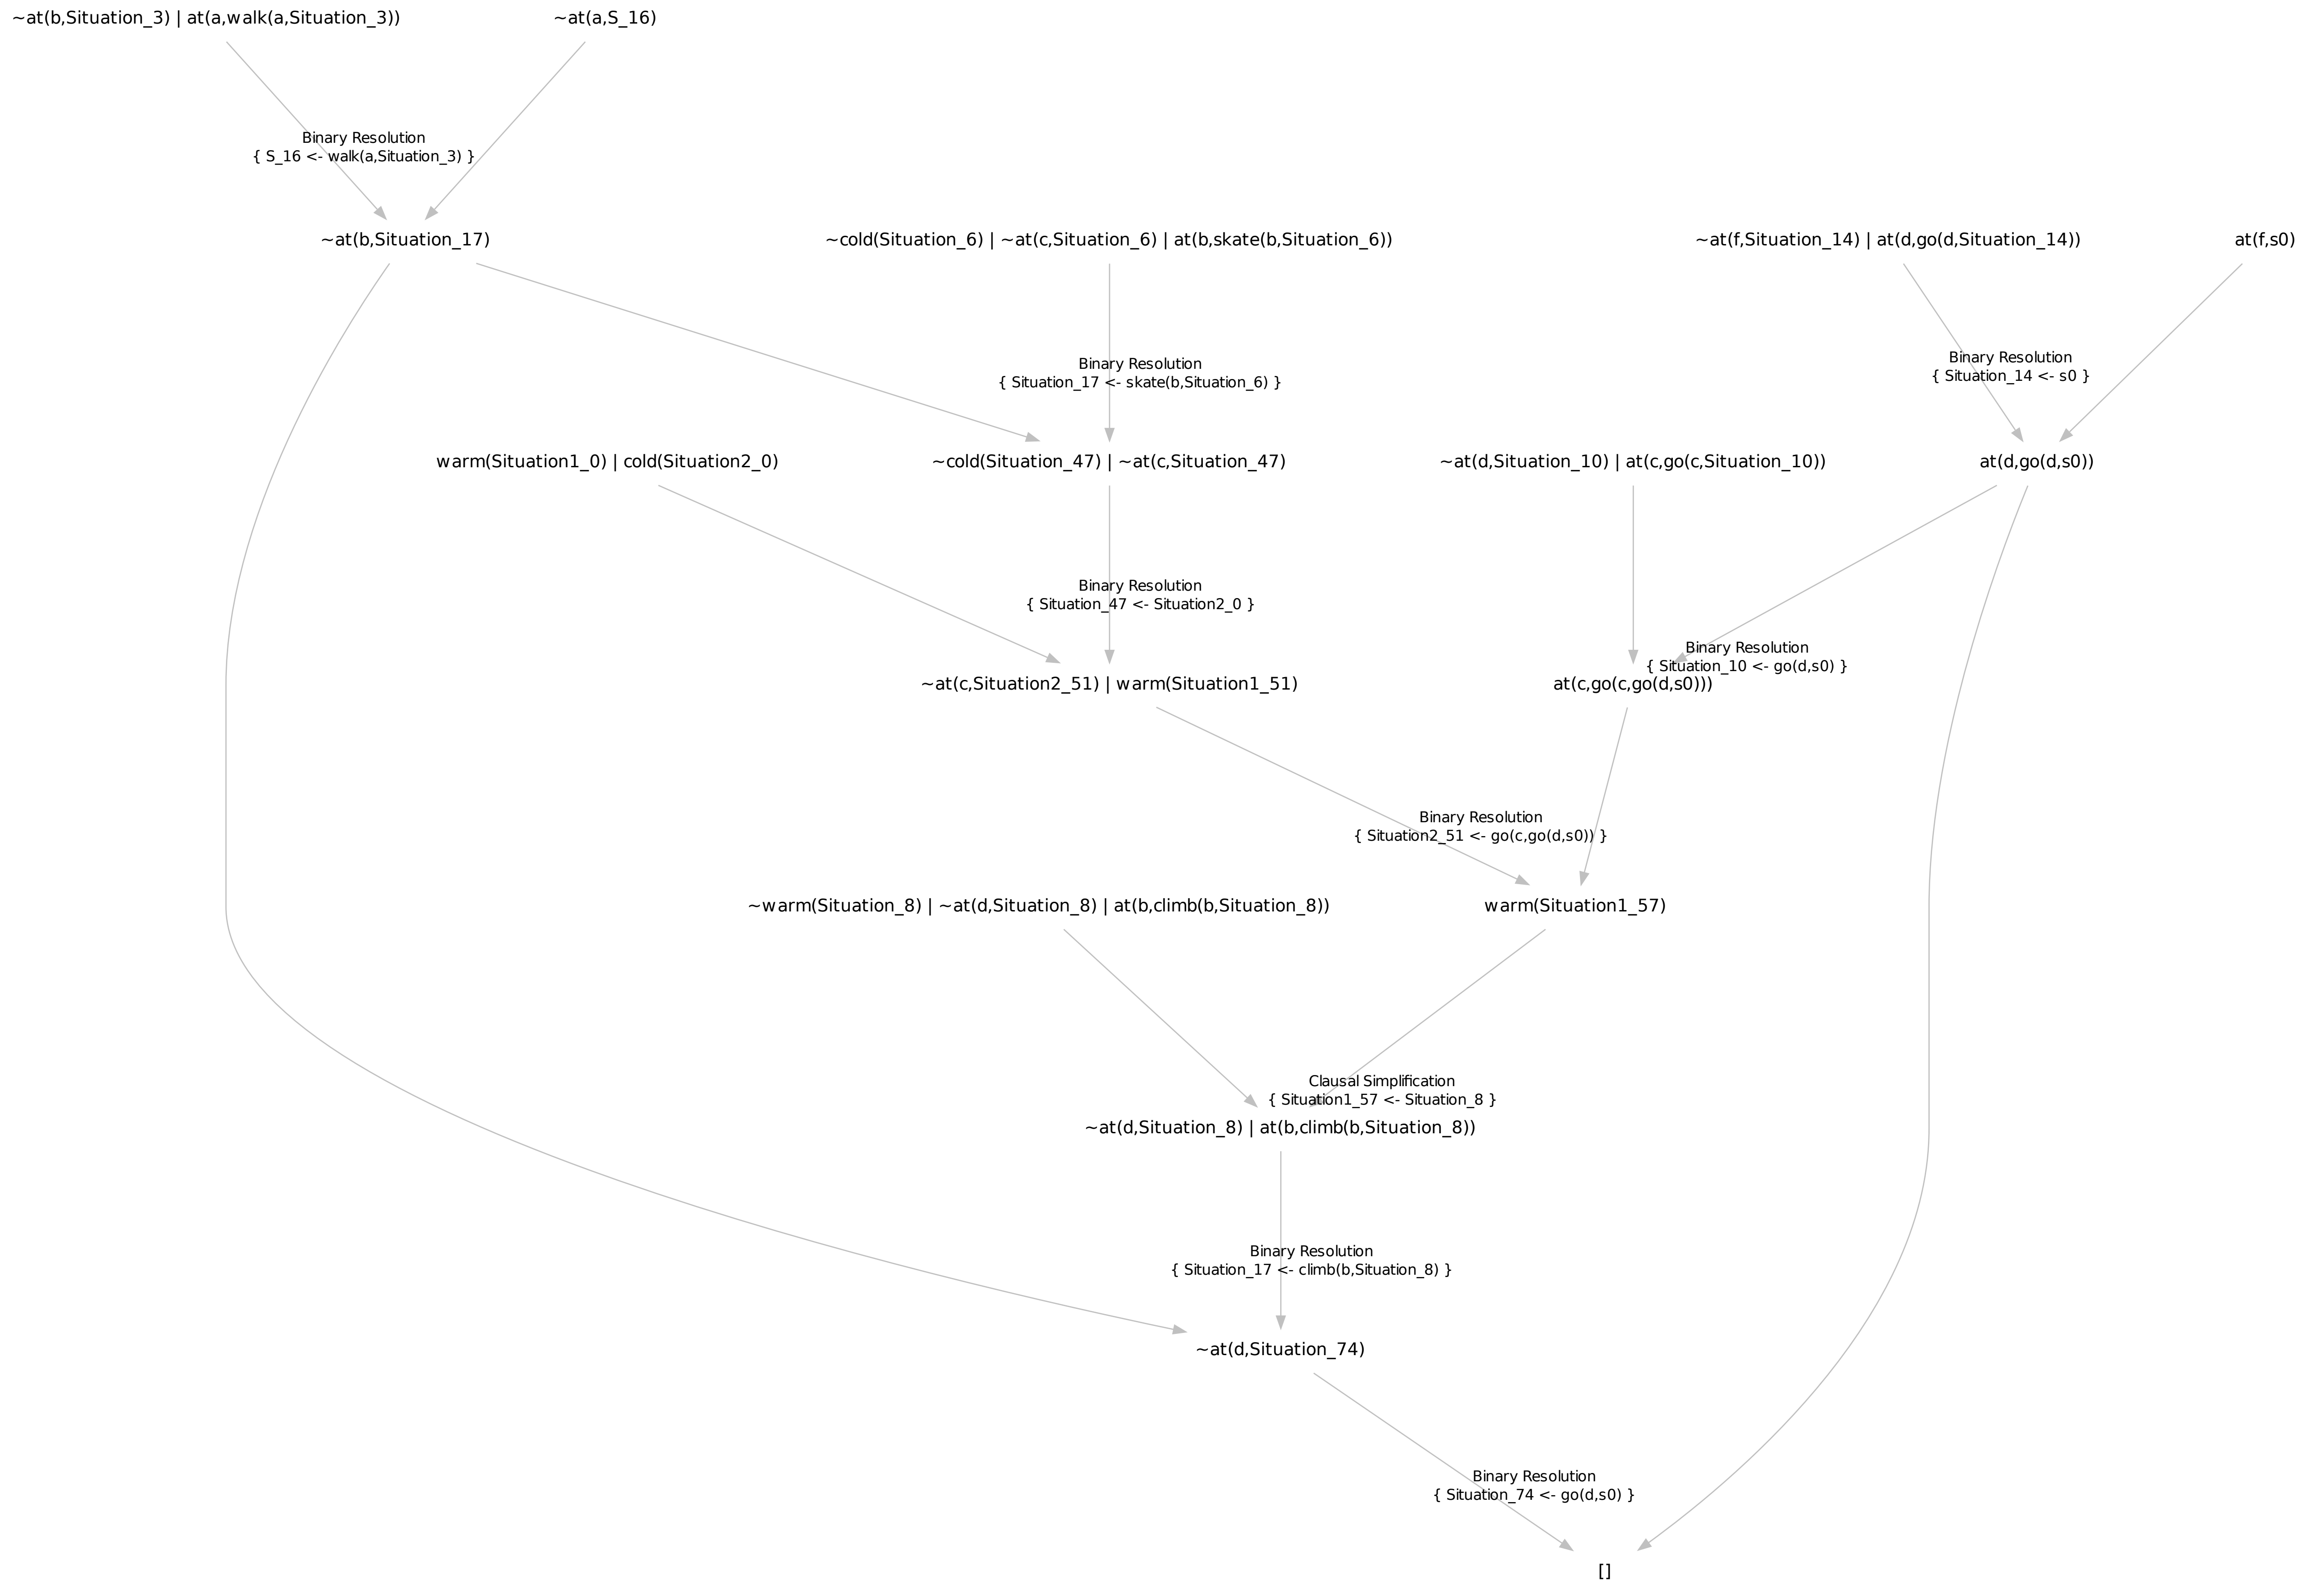 ~at(b,Situation_3) | at(a,walk(a,Situation_3))
~at(a,S_16)
Binary Resolution
{ S_16 <- walk(a,Situation_3) }
~at(b,Situation_17)
~cold(Situation_6) | ~at(c,Situation_6) | at(b,skate(b,Situation_6))
~at(f,Situation_14) | at(d,go(d,Situation_14))
at(f,s0)
Binary Resolution
{ Situation_17 <- skate(b,Situation_6) }
Binary Resolution
{ Situation_14 <- s0 }
warm(Situation1_0) | cold(Situation2_0)
~cold(Situation_47) | ~at(c,Situation_47)
~at(d,Situation_10) | at(c,go(c,Situation_10))
at(d,go(d,s0))
Binary Resolution
{ Situation_47 <- Situation2_0 }
Binary Resolution
{ Situation_10 <- go(d,s0) }
~at(c,Situation2_51) | warm(Situation1_51)
at(c,go(c,go(d,s0)))
Binary Resolution
{ Situation2_51 <- go(c,go(d,s0)) }
~warm(Situation_8) | ~at(d,Situation_8) | at(b,climb(b,Situation_8))
warm(Situation1_57)
Clausal Simplification
{ Situation1_57 <- Situation_8 }
~at(d,Situation_8) | at(b,climb(b,Situation_8))
Binary Resolution
{ Situation_17 <- climb(b,Situation_8) }
~at(d,Situation_74)
Binary Resolution
{ Situation_74 <- go(d,s0) }
[]